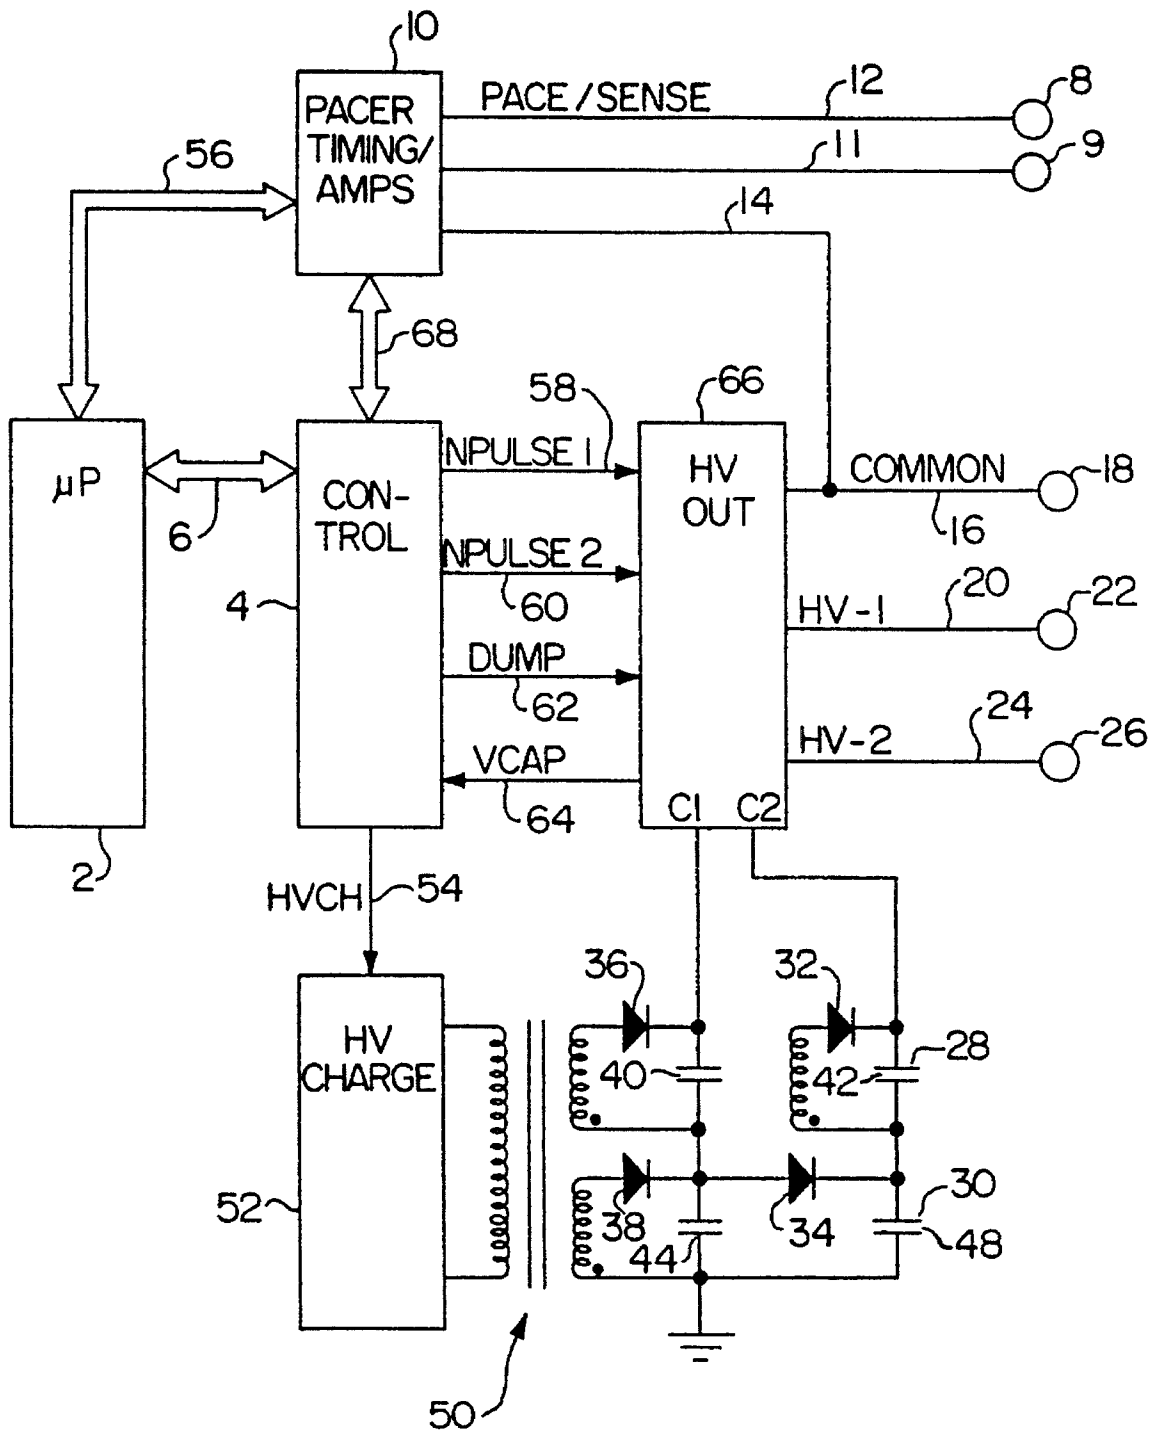 10
PACER
TIMING/
AMPS
PACE/SENSE
12
8
11
9
14
56
68
66
58
μP
6
CON-
TROL
4
NPULSE 1
NPULSE 2
60
DUMP
62
VCAP
64
HV
OUT
COMMON
18
16
HV-1
20
22
HV-2
24
26
C1
C2
2
HVCH
54
HV
CHARGE
52
36
32
40
42
28
38
34
30
44
48
50